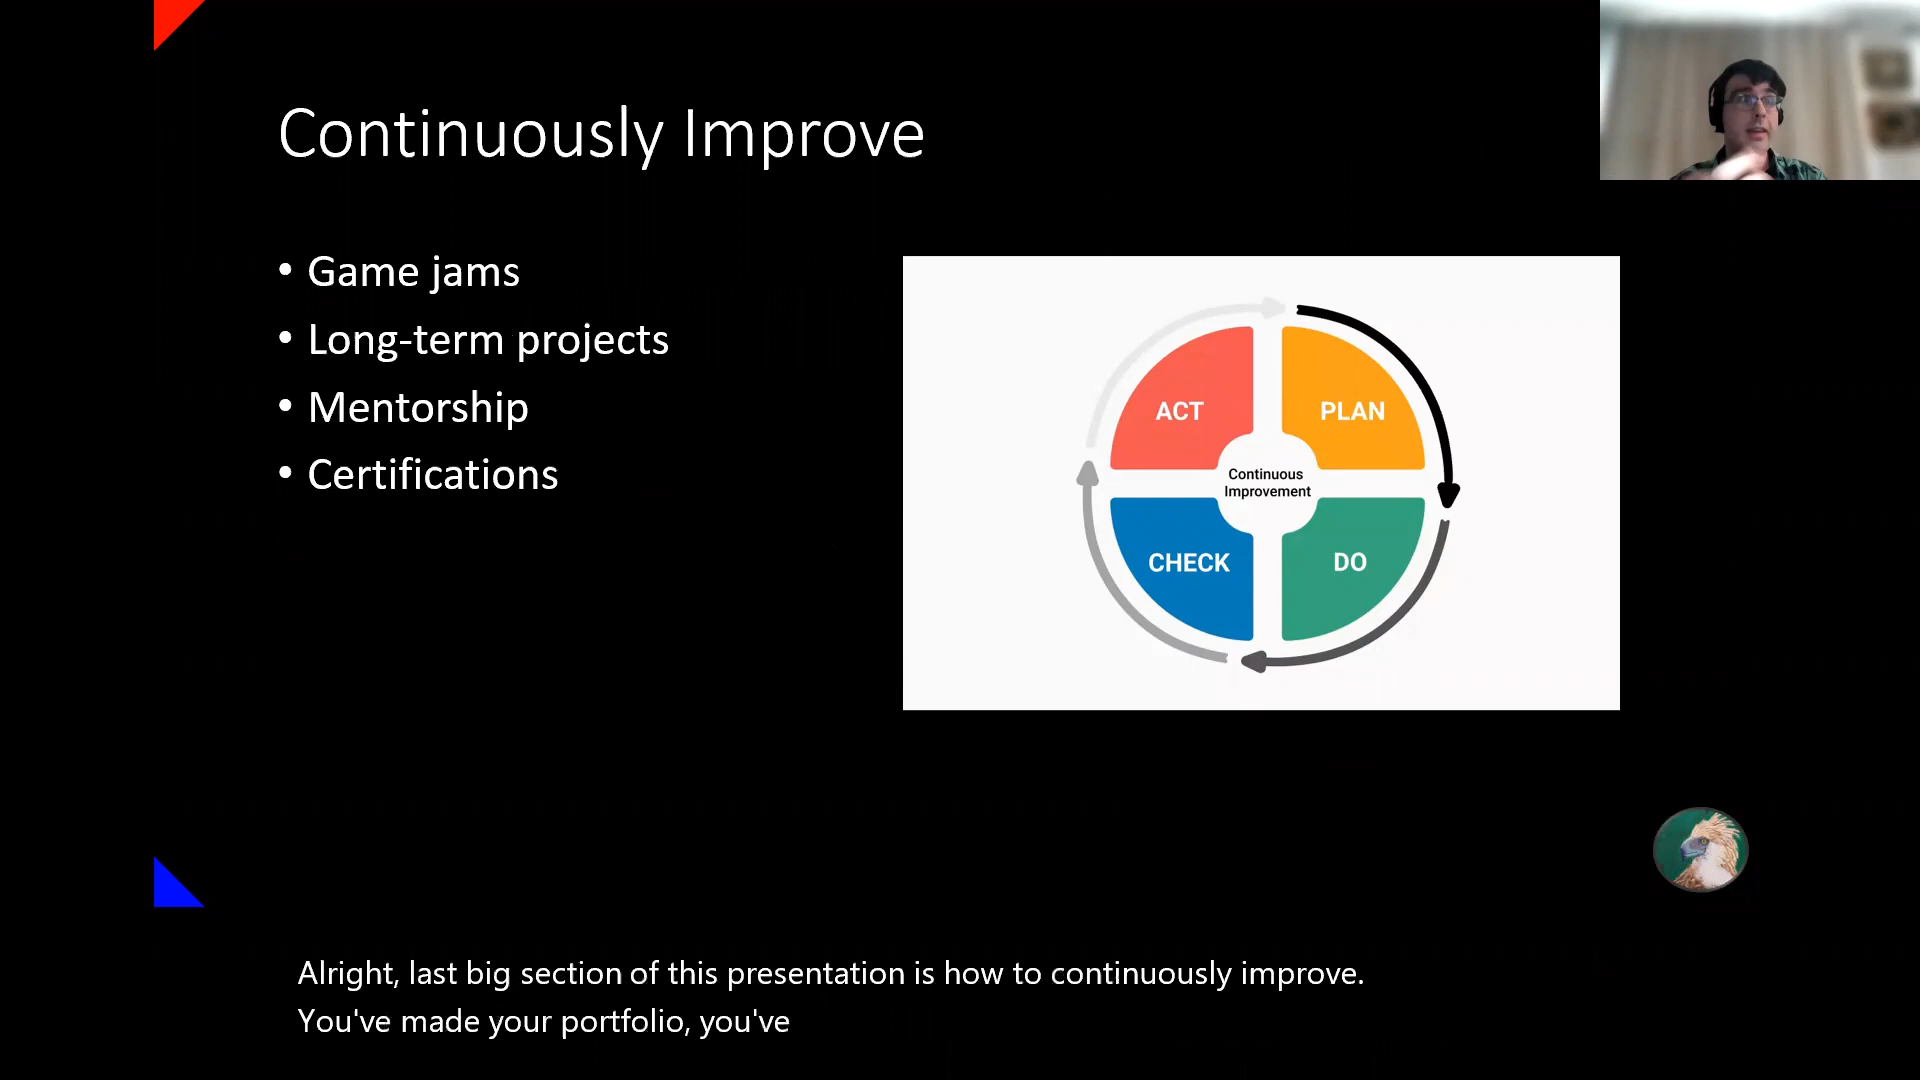 Continuously Improve
• Game jams
• Long-term projects
• Mentorship
• Certifications
ACT
PLAN
Continuous
Improvement
CHECK
DO
Alright, last big section of this presentation is how to continuously improve.
You've made your portfolio, you've